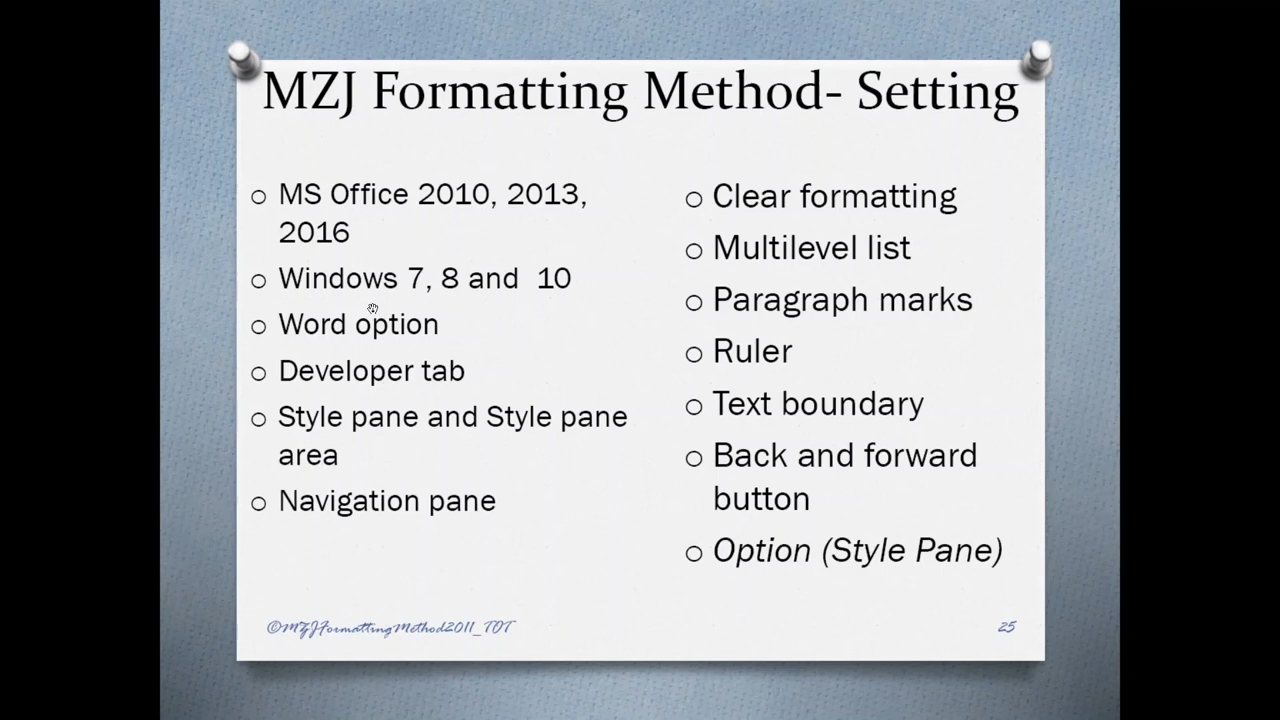 MZJ Formatting Method- Setting
MS Office 2010, 2013,
2016
Windows 7, 8 and 10
Word option
Developer tab
Style pane and Style pane
area
Navigation pane
Clear formatting
Multilevel list
Paragraph marks
Ruler
Text boundary
Back and forward
button
Option (Style Pane)
©MZJFormattingMethod2011_TOT
25